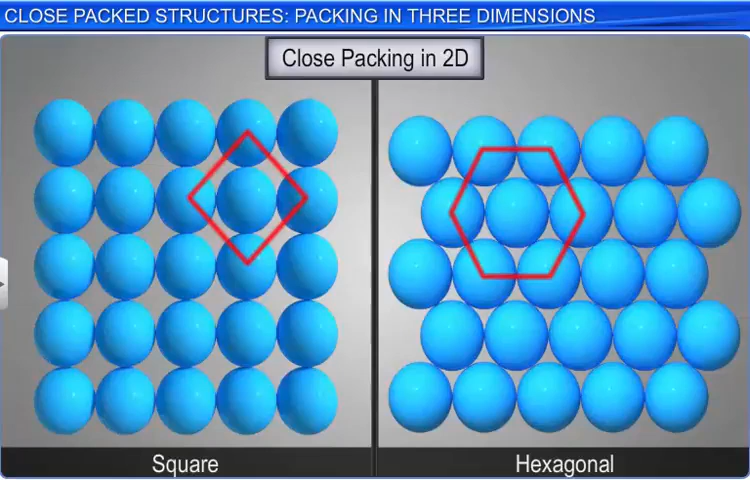 CLOSE PACKED STRUCTURES: PACKING IN THREE DIMENSIONS
Close Packing in 2D
Square
Hexagonal